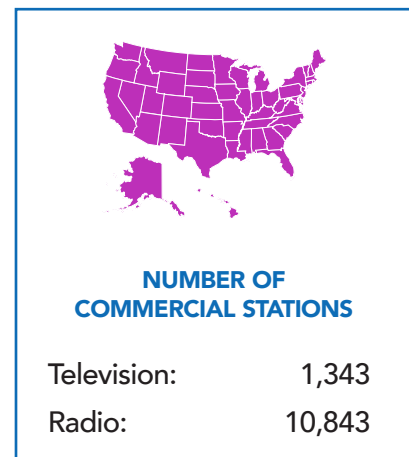 NUMBER OF
COMMERCIAL STATIONS
Television: 1,343
Radio: 10,843